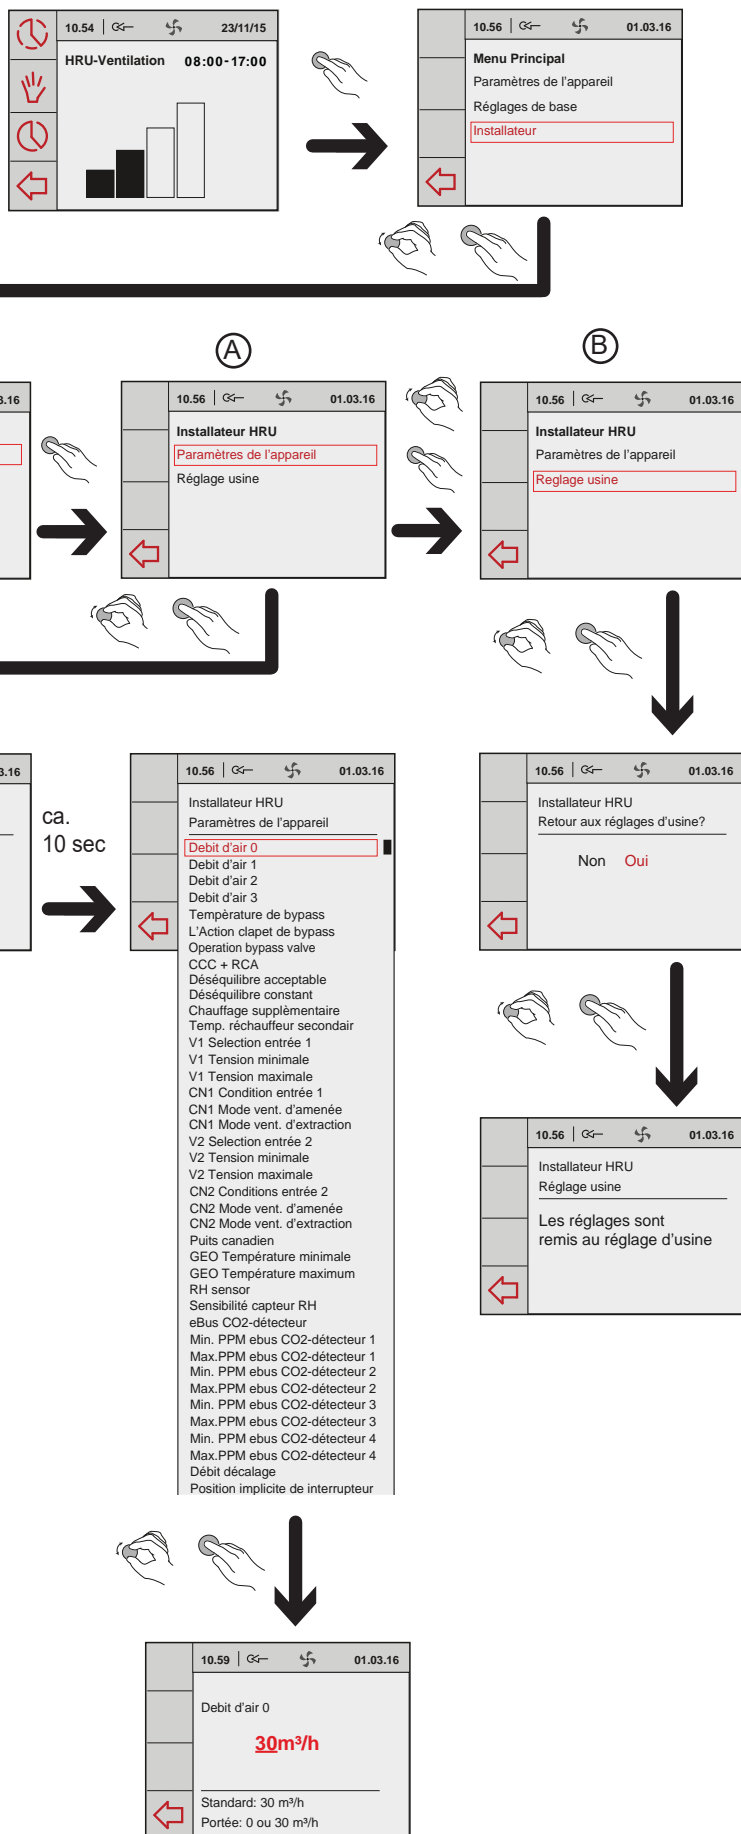 10.54
23/11/15
HRU-Ventilation 08:00-17:00
10.56
01.03.16
Menu Principal
Paramètres de l'appareil
Réglages de base
Installateur
A
B
3.16
10.56
01.03.16
Installateur HRU
Paramètres de l'appareil
Réglage usine
10.56
01.03.16
Installateur HRU
Paramètres de l'appareil
Reglage usine
3.16
ca.
10 sec
10.56
01.03.16
Installateur HRU
Paramètres de l'appareil
Debit d'air 0
Debit d'air 1
Debit d'air 2
Debit d'air 3
Tempèrature de bypass
L'Action clapet de bypass
Operation bypass valve
CCC + RCA
Déséquilibre acceptable
Déséquilibre constant
Chauffage supplèmentaire
Temp. réchauffeur secondair
V1 Selection entrée 1
V1 Tension minimale
V1 Tension maximale
CN1 Condition entrée 1
CN1 Mode vent. d'amenée
CN1 Mode vent. d'extraction
V2 Selection entrée 2
V2 Tension minimale
V2 Tension maximale
CN2 Conditions entrée 2
CN2 Mode vent. d'amenée
CN2 Mode vent. d'extraction
Puits canadien
GEO Température minimale
GEO Température maximum
RH sensor
Sensibilité capteur RH
eBus CO2-détecteur
Min. PPM ebus CO2-détecteur 1
Max.PPM ebus CO2-détecteur 1
Min. PPM ebus CO2-détecteur 2
Max.PPM ebus CO2-détecteur 2
Min. PPM ebus CO2-détecteur 3
Max.PPM ebus CO2-détecteur 3
Min. PPM ebus CO2-détecteur 4
Max.PPM ebus CO2-détecteur 4
Débit décalage
Position implicite de interrupteur
10.56
01.03.16
Installateur HRU
Retour aux réglages d'usine?
Non Oui
10.56
01.03.16
Installateur HRU
Réglage usine
Les réglages sont
remis au réglage d'usine
10.59
01.03.16
Debit d'air 0
30m³/h
Standard: 30 m³/h
Portée: 0 ou 30 m³/h